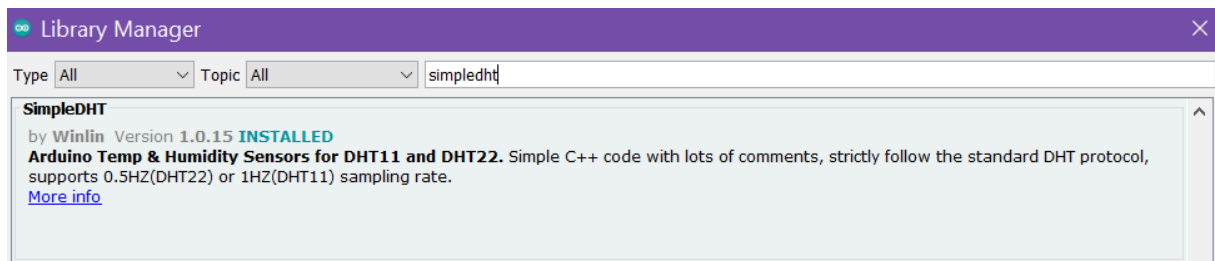 Library Manager
Type All Topic All simpledht
SimpleDHT
by Winlin Version 1.0.15 INSTALLED
Arduino Temp & Humidity Sensors for DHT11 and DHT22. Simple C++ code with lots of comments, strictly follow the standard DHT protocol,
supports 0.5HZ(DHT22) or 1HZ(DHT11) sampling rate.
More info